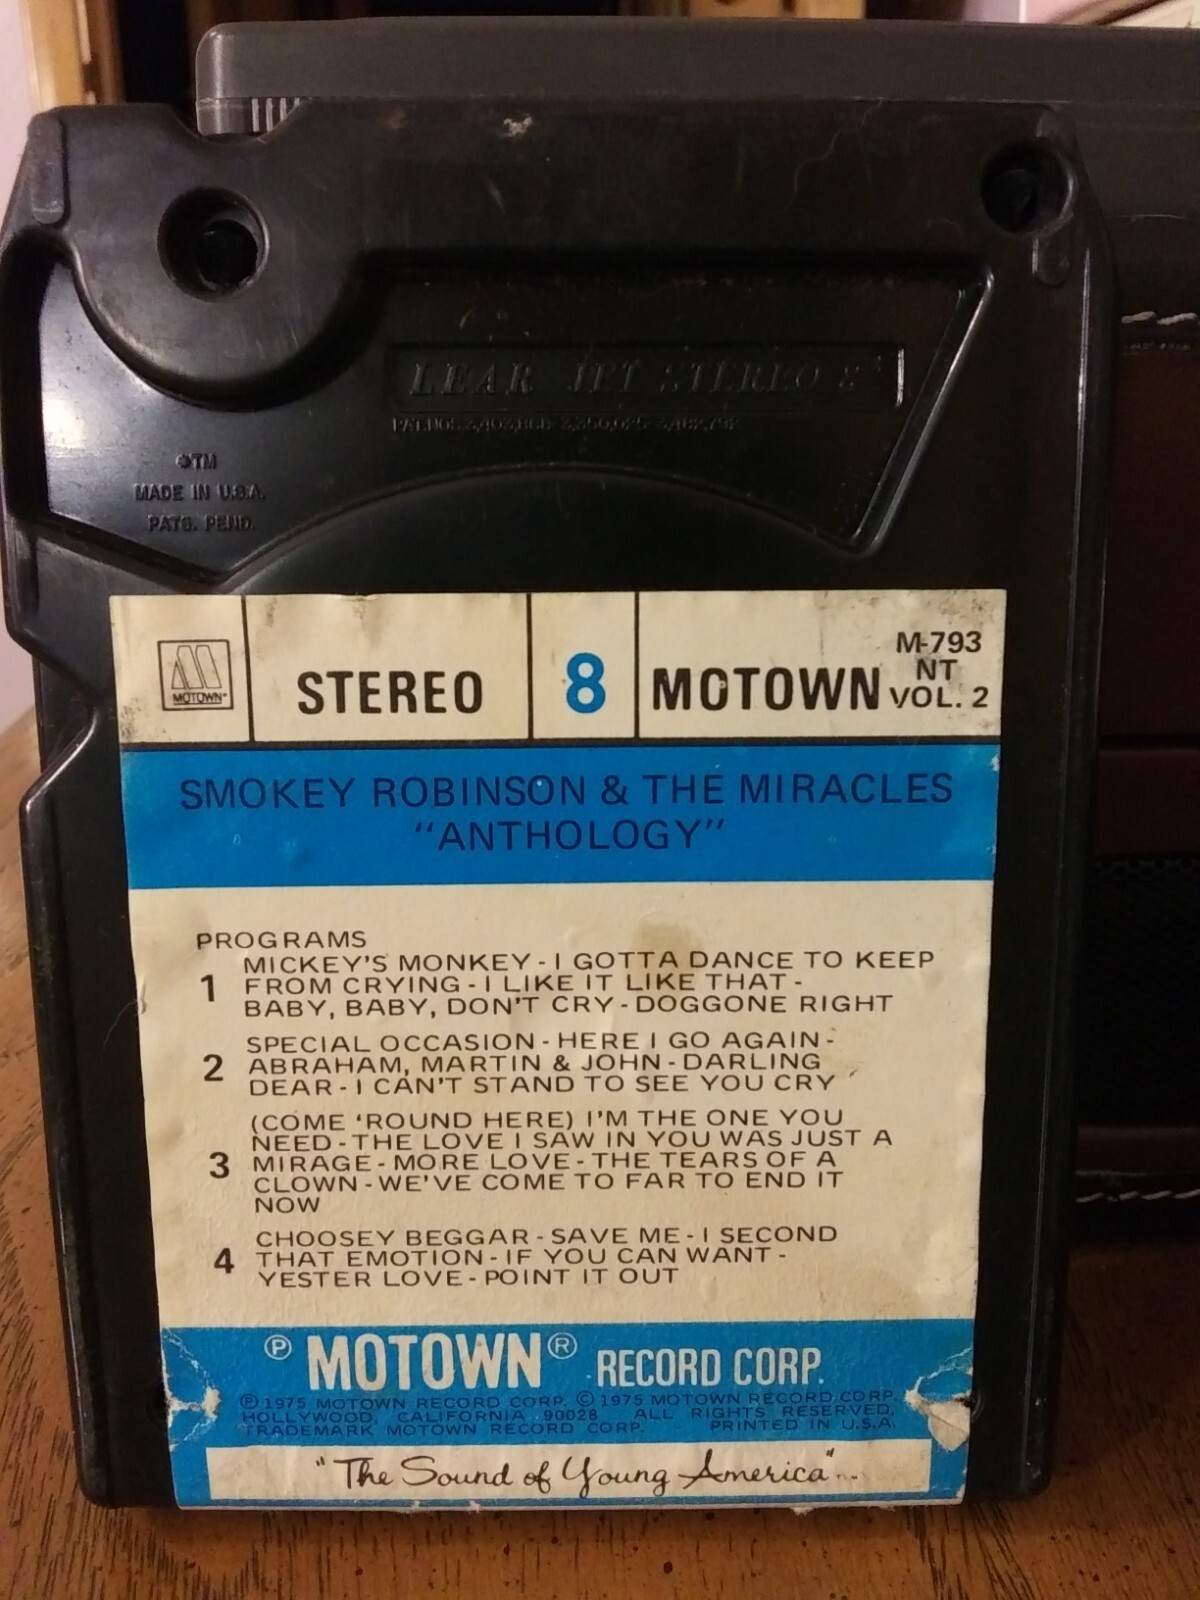 LEAR JET STEREO 8
PAT. NOS.
®TM
MADE IN U.S.A.
PATS. PEND.
MOTOWN
STEREO
8
MOTOWN
M-793
NT
VOL. 2
SMOKEY ROBINSON & THE MIRACLES
"ANTHOLOGY"
PROGRAMS
1 MICKEY'S MONKEY - I GOTTA DANCE TO KEEP
FROM CRYING - I LIKE IT LIKE THAT -
BABY, BABY, DON'T CRY - DOGGONE RIGHT
2 SPECIAL OCCASION - HERE I GO AGAIN -
ABRAHAM, MARTIN & JOHN - DARLING
DEAR - I CAN'T STAND TO SEE YOU CRY
3 (COME 'ROUND HERE) I'M THE ONE YOU
NEED - THE LOVE I SAW IN YOU WAS JUST A
MIRAGE - MORE LOVE - THE TEARS OF A
CLOWN - WE'VE COME TO FAR TO END IT
NOW
4 CHOOSEY BEGGAR - SAVE ME - I SECOND
THAT EMOTION - IF YOU CAN WANT -
YESTER LOVE - POINT IT OUT
℗ MOTOWN® RECORD CORP.
℗ 1975 MOTOWN RECORD CORP. © 1975 MOTOWN RECORD CORP.
HOLLYWOOD, CALIFORNIA 90028 ALL RIGHTS RESERVED,
TRADEMARK MOTOWN RECORD CORP. - PRINTED IN U.S.A.
"The Sound of Young America"...